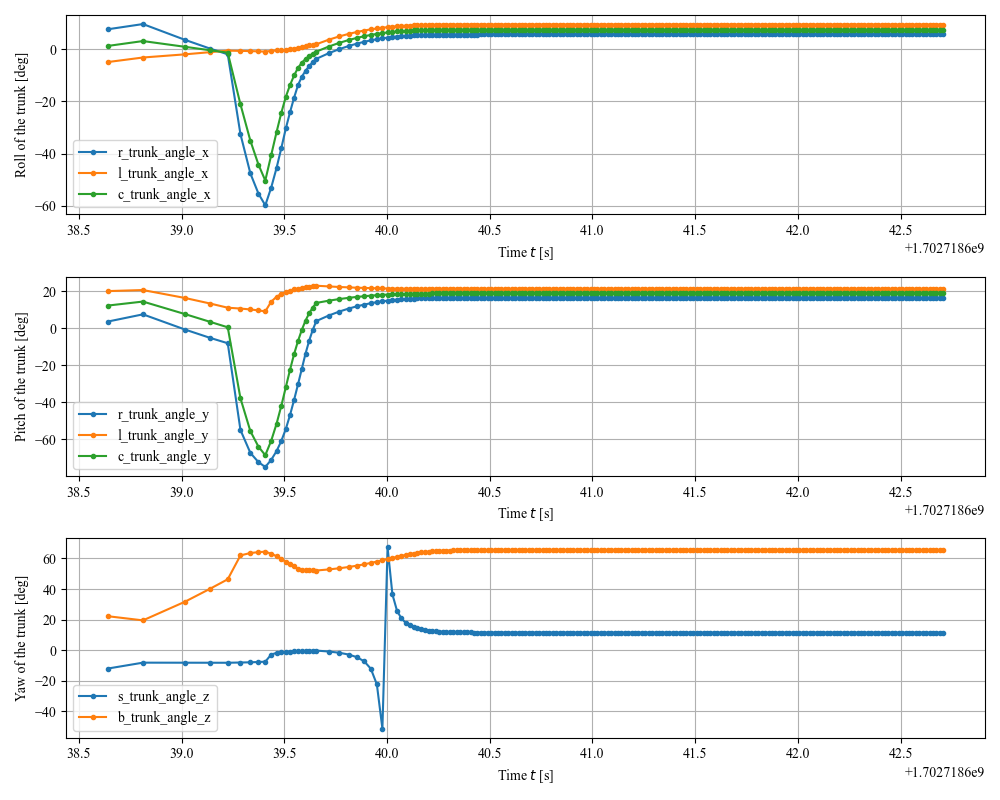 Roll of the trunk [deg]
0
−20
−40
−60
r_trunk_angle_x
l_trunk_angle_x
c_trunk_angle_x
38.5 39.0 39.5 40.0 40.5 41.0 41.5 42.0 42.5
Time t [s]
+1.7027186e9
Pitch of the trunk [deg]
20
0
−20
−40
−60
r_trunk_angle_y
l_trunk_angle_y
c_trunk_angle_y
38.5 39.0 39.5 40.0 40.5 41.0 41.5 42.0 42.5
Time t [s]
+1.7027186e9
Yaw of the trunk [deg]
60
40
20
0
−20
−40
s_trunk_angle_z
b_trunk_angle_z
38.5 39.0 39.5 40.0 40.5 41.0 41.5 42.0 42.5
Time t [s]
+1.7027186e9